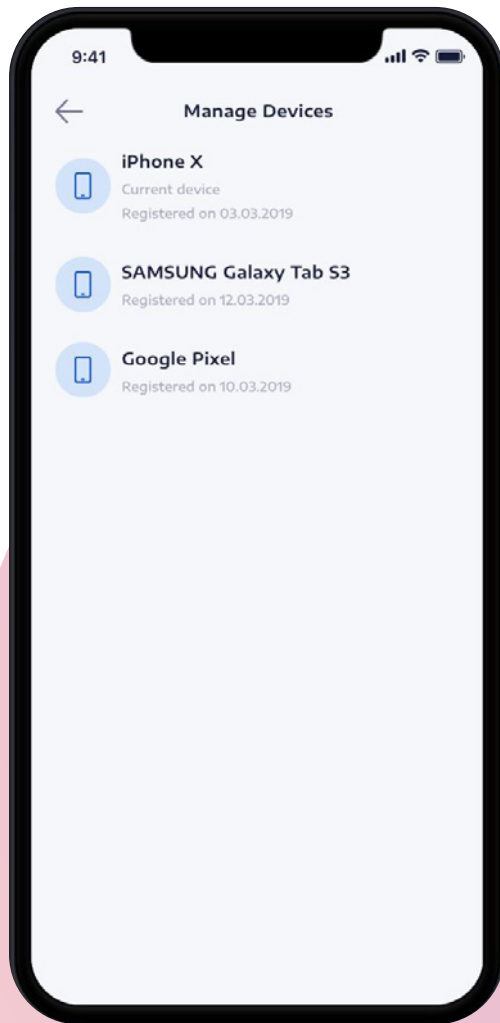 9:41
Manage Devices
iPhone X
Current device
Registered on 03.03.2019
SAMSUNG Galaxy Tab S3
Registered on 12.03.2019
Google Pixel
Registered on 10.03.2019